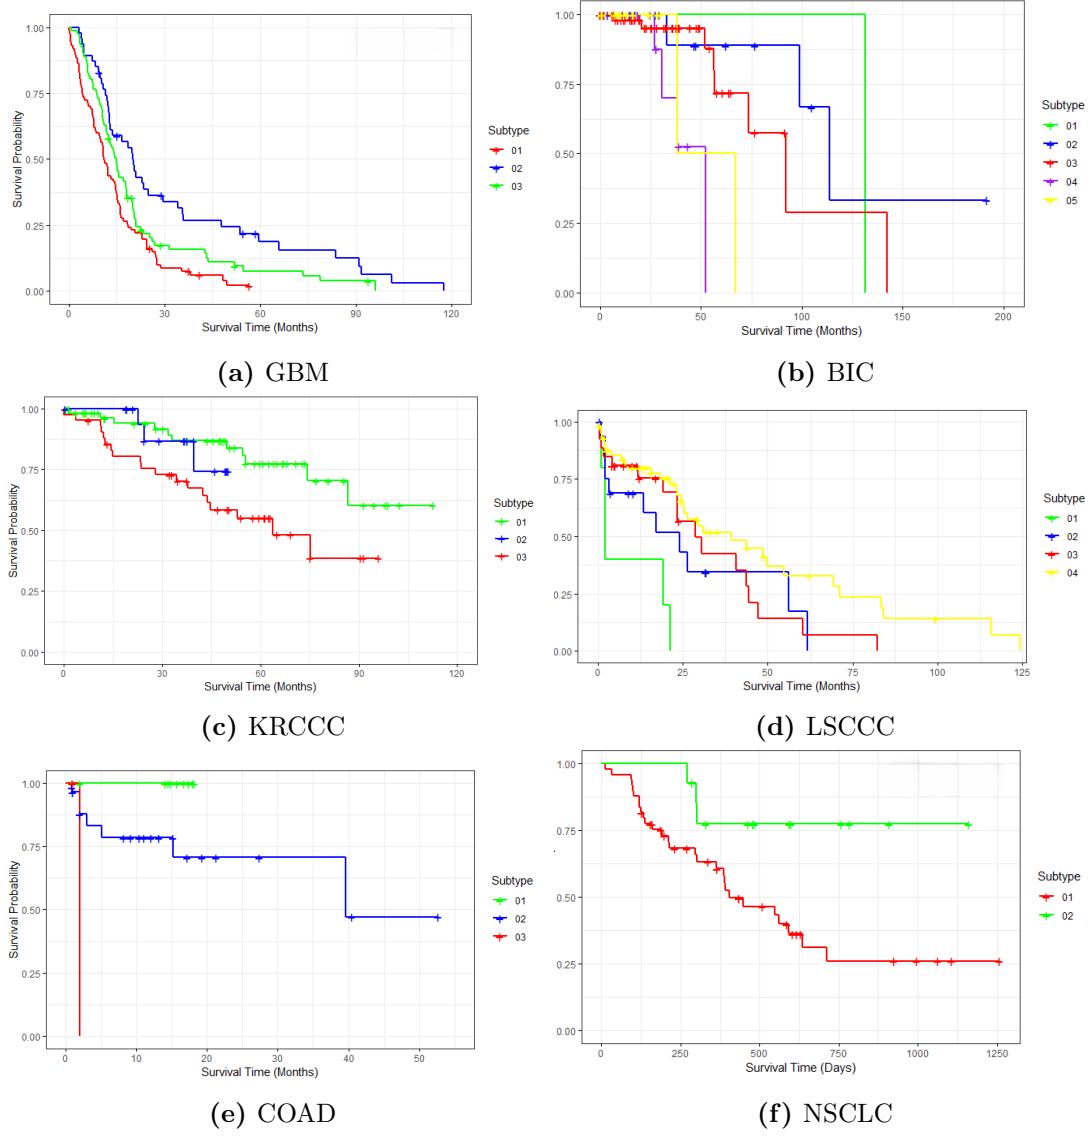 1.00
0.75
0.50
0.25
0.00
Survival Probability
0 30 60 90 120
Survival Time (Months)
Subtype
01
02
03
(a) GBM
1.00
0.75
0.50
0.25
0.00
0 50 100 150 200
Survival Time (Months)
Subtype
01
02
03
04
05
(b) BIC
1.00
0.75
0.50
0.25
0.00
Survival Probability
0 30 60 90 120
Survival Time (Months)
Subtype
01
02
03
(c) KRCCC
1.00
0.75
0.50
0.25
0.00
0 25 50 75 100 125
Survival Time (Months)
Subtype
01
02
03
04
(d) LSCCC
1.00
0.75
0.50
0.25
0.00
Survival Probability
0 10 20 30 40 50
Survival Time (Months)
Subtype
01
02
03
(e) COAD
1.00
0.75
0.50
0.25
0.00
0 250 500 750 1000 1250
Survival Time (Days)
Subtype
01
02
(f) NSCLC